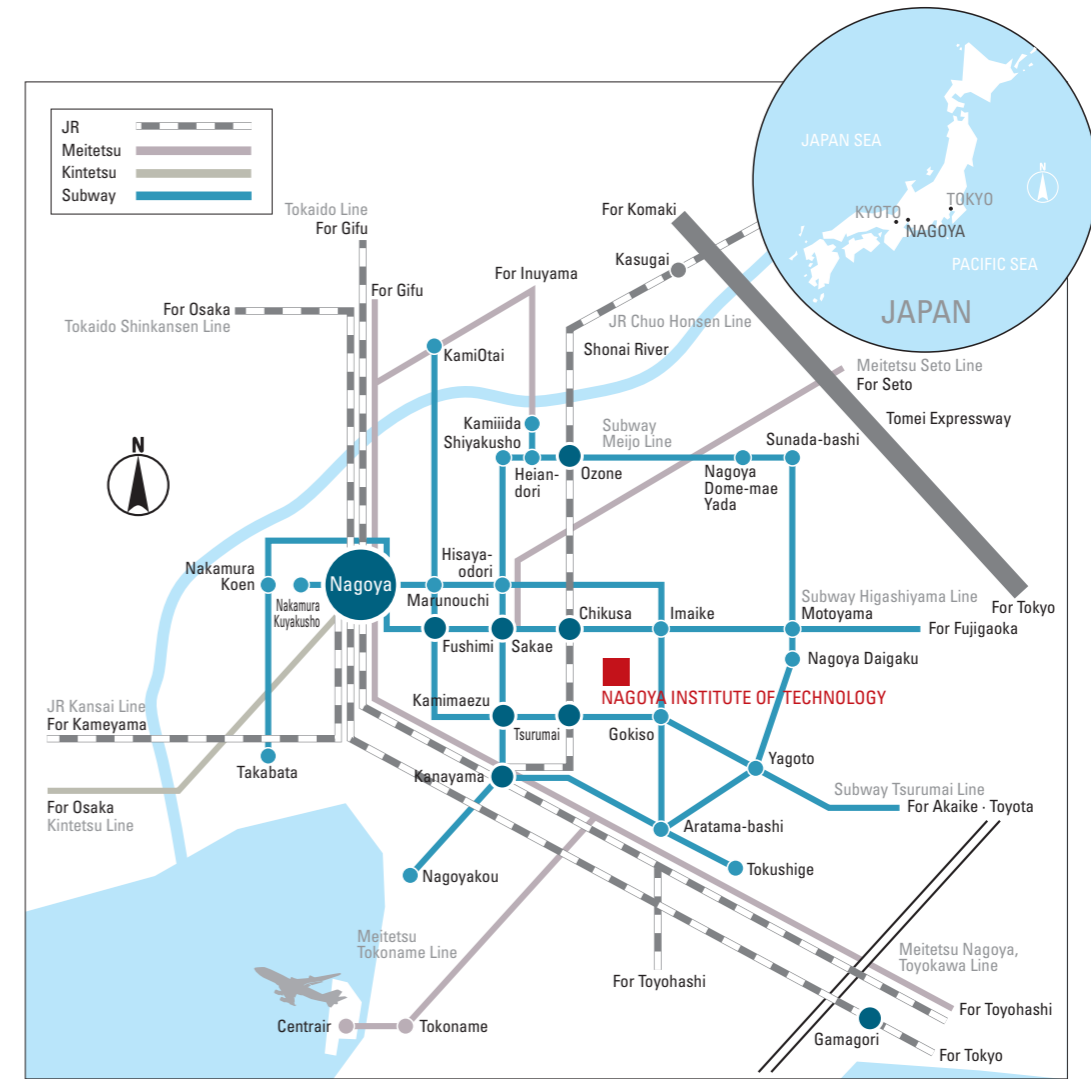 JR
Meitetsu
Kintetsu
Subway
JAPAN SEA
N
TOKYO
KYOTO
NAGOYA
PACIFIC SEA
JAPAN
Tokaido Line
For Gifu
For Komaki
Kasugai
For Inuyama
For Gifu
For Osaka
Tokaido Shinkansen Line
JR Chuo Honsen Line
Shonai River
KamiOtai
Meitetsu Seto Line
For Seto
Tomei Expressway
Kamiiida
Shiyakusho
Subway
Meijo Line
Sunada-bashi
N
Heian-
dori
Ozone
Nagoya
Dome-mae
Yada
Nakamura
Koen
Nagoya
Nakamura
Kuyakusho
Hisaya-
odori
Marunouchi
Chikusa
Imaike
Subway Higashiyama Line
Motoyama
For Tokyo
For Fujigaoka
Fushimi
Sakae
Nagoya Daigaku
NAGOYA INSTITUTE OF TECHNOLOGY
Kamimaezu
Tsurumai
Gokiso
JR Kansai Line
For Kameyama
Takabata
Kanayama
Yagoto
Subway Tsurumai Line
For Akaike · Toyota
For Osaka
Kintetsu Line
Aratama-bashi
Nagoyakou
Tokushige
Meitetsu
Tokoname Line
Meitetsu Nagoya,
Toyokawa Line
For Toyohashi
For Toyohashi
Centrair
Tokoname
Gamagori
For Tokyo